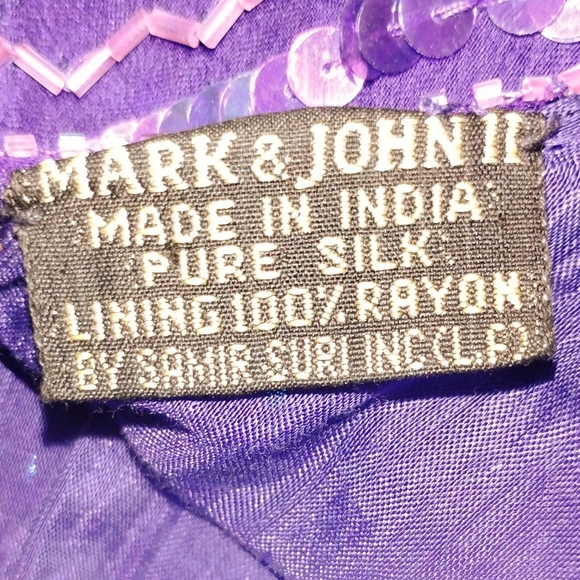 MARK & JOHN II
MADE IN INDIA
PURE SILK
LINING 100% RAYON
BY SAMIR SURI INC (L.F)